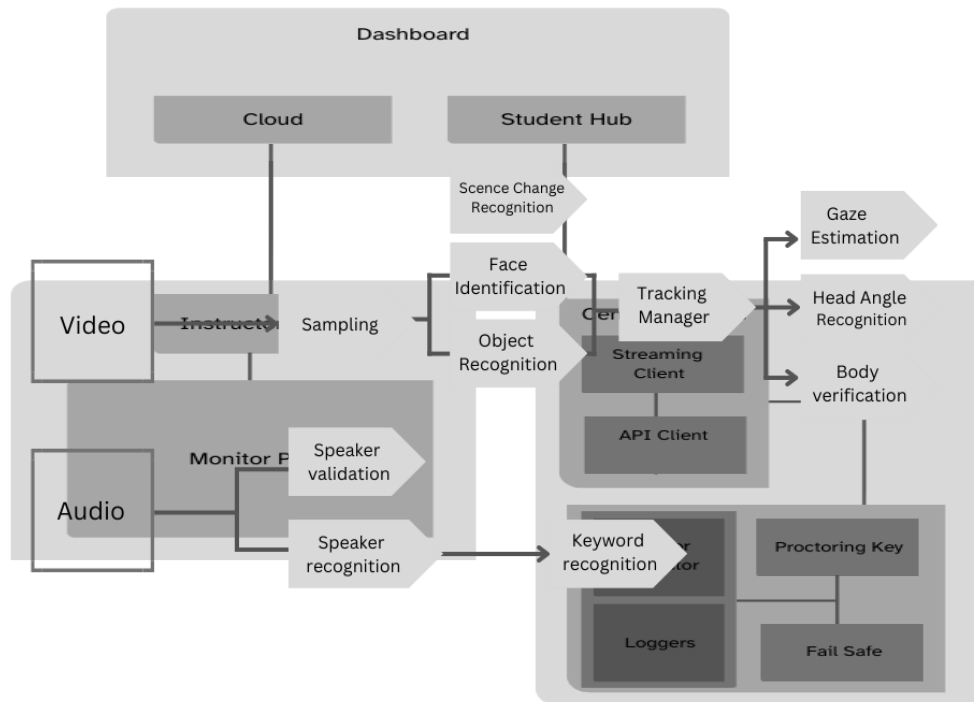 Dashboard
Cloud
Student Hub
Scence Change
Recognition
Gaze
Estimation
Face
Identification
Video
Sampling
Tracking
Manager
Head Angle
Recognition
Object
Recognition
Streaming
Client
Body
verification
API Client
Speaker
validation
Monitor
Audio
Speaker
recognition
Keyword
recognition
Proctoring Key
Loggers
Fail Safe